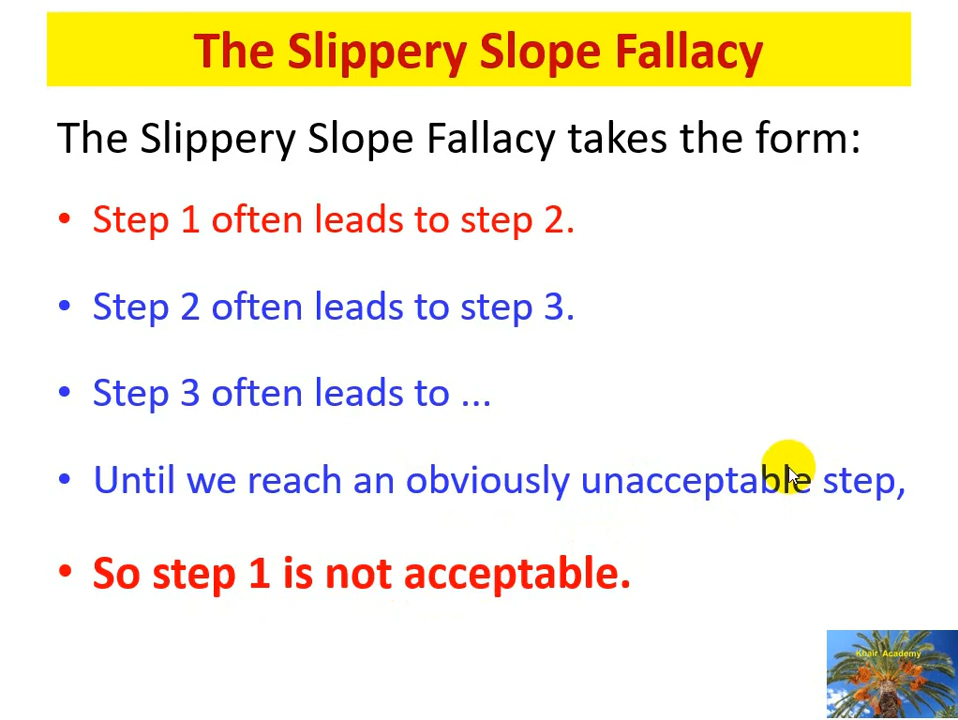 The Slippery Slope Fallacy
The Slippery Slope Fallacy takes the form:
• Step 1 often leads to step 2.
• Step 2 often leads to step 3.
• Step 3 often leads to ...
• Until we reach an obviously unacceptable step,
• So step 1 is not acceptable.
Khair Academy